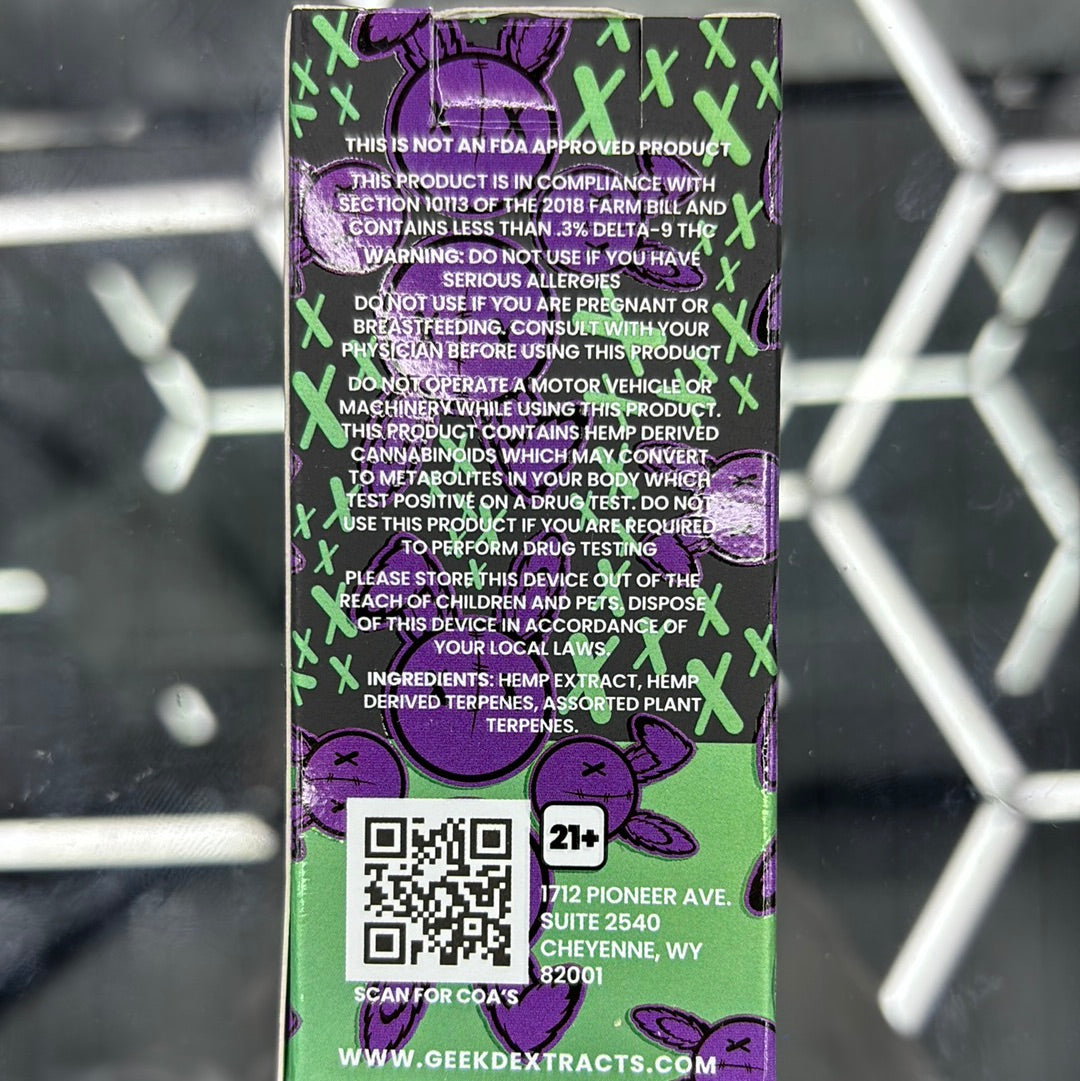 THIS IS NOT AN FDA APPROVED PRODUCT
THIS PRODUCT IS IN COMPLIANCE WITH
SECTION 10113 OF THE 2018 FARM BILL AND
CONTAINS LESS THAN .3% DELTA-9 THC
WARNING: DO NOT USE IF YOU HAVE
SERIOUS ALLERGIES
DO NOT USE IF YOU ARE PREGNANT OR
BREASTFEEDING. CONSULT WITH YOUR
PHYSICIAN BEFORE USING THIS PRODUCT
DO NOT OPERATE A MOTOR VEHICLE OR
MACHINERY WHILE USING THIS PRODUCT.
THIS PRODUCT CONTAINS HEMP DERIVED
CANNABINOIDS WHICH MAY CONVERT
TO METABOLITES IN YOUR BODY WHICH
TEST POSITIVE ON A DRUG TEST. DO NOT
USE THIS PRODUCT IF YOU ARE REQUIRED
TO PERFORM DRUG TESTING
PLEASE STORE THIS DEVICE OUT OF THE
REACH OF CHILDREN AND PETS. DISPOSE
OF THIS DEVICE IN ACCORDANCE OF
YOUR LOCAL LAWS.
INGREDIENTS: HEMP EXTRACT, HEMP
DERIVED TERPENES, ASSORTED PLANT
TERPENES.
21+
1712 PIONEER AVE.
SUITE 2540
CHEYENNE, WY
82001
SCAN FOR COA'S
WWW.GEEKDEXTRACTS.COM